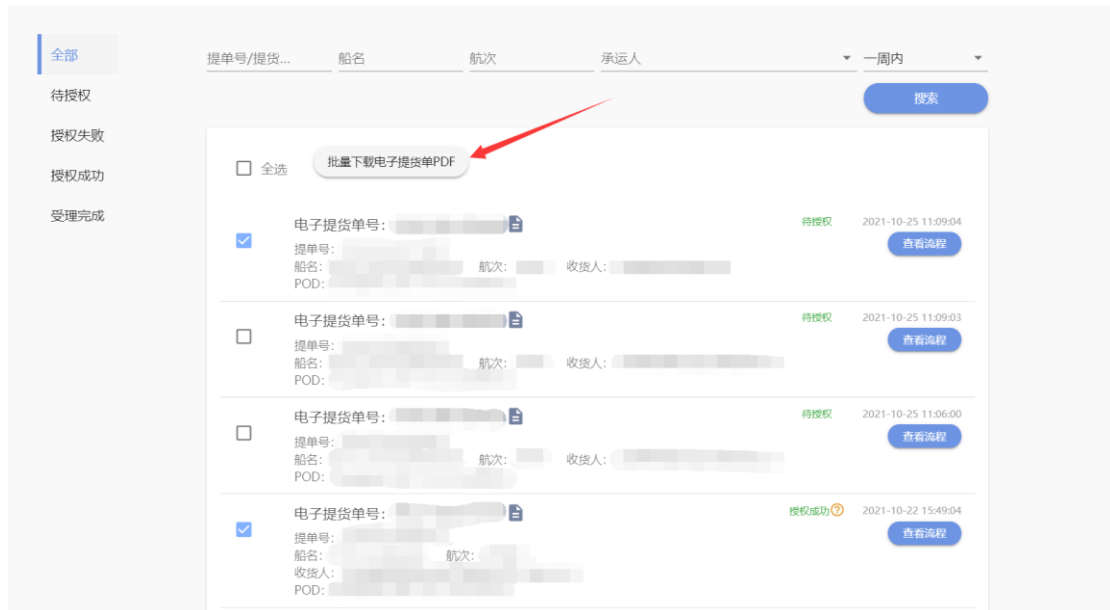 全部
待授权
授权失败
授权成功
受理完成
提单号/提货... 船名 航次 承运人 一周内
搜索
全选 批量下载电子提货单PDF
电子提货单号: 待授权 2021-10-25 11:09:04
提单号: 查看流程
船名: 航次: 收货人:
POD:
电子提货单号: 待授权 2021-10-25 11:09:03
提单号: 查看流程
船名: 航次: 收货人:
POD:
电子提货单号: 待授权 2021-10-25 11:06:00
提单号: 查看流程
船名: 航次: 收货人:
POD:
电子提货单号: 授权成功? 2021-10-22 15:49:04
提单号: 查看流程
船名: 航次:
收货人:
POD: